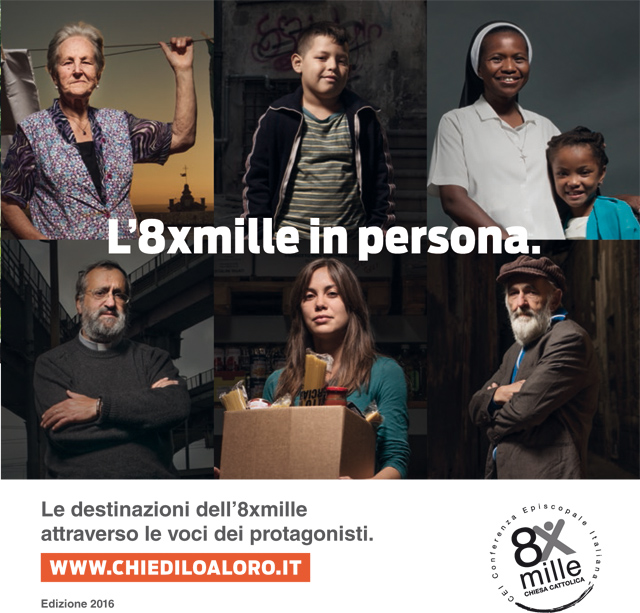 L'8xmille in persona.
Le destinazioni dell'8xmille
attraverso le voci dei protagonisti.
WWW.CHIEDILOALORO.IT
Edizione 2016
CEI Conferenza Episcopale Italiana
8X
mille
CHIESA CATTOLICA